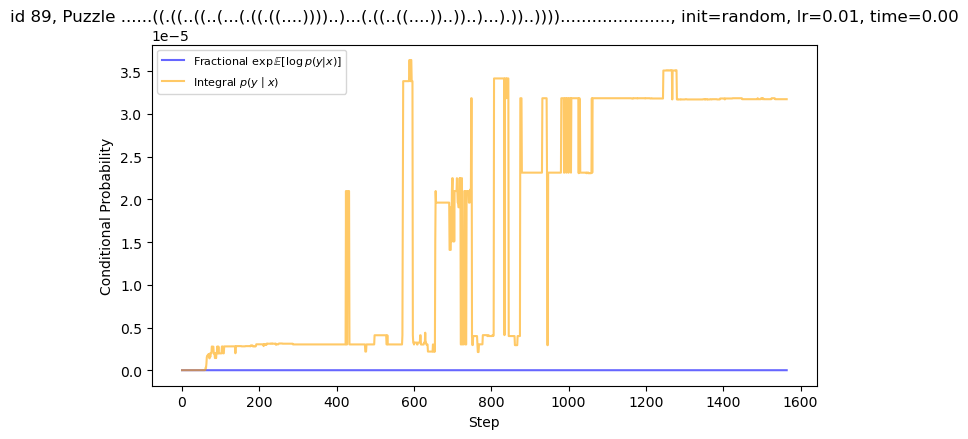 id 89, Puzzle ......((.((..((..(...(.((.((....))))..)...(.((..((....))..))..)...).))..))))......................, init=random, lr=0.01, time=0.00
1e−5
Fractional exp𝔼[log p(y|x)]
Integral p(y | x)
3.5
3.0
2.5
2.0
1.5
1.0
0.5
0.0
Conditional Probability
0 200 400 600 800 1000 1200 1400 1600
Step